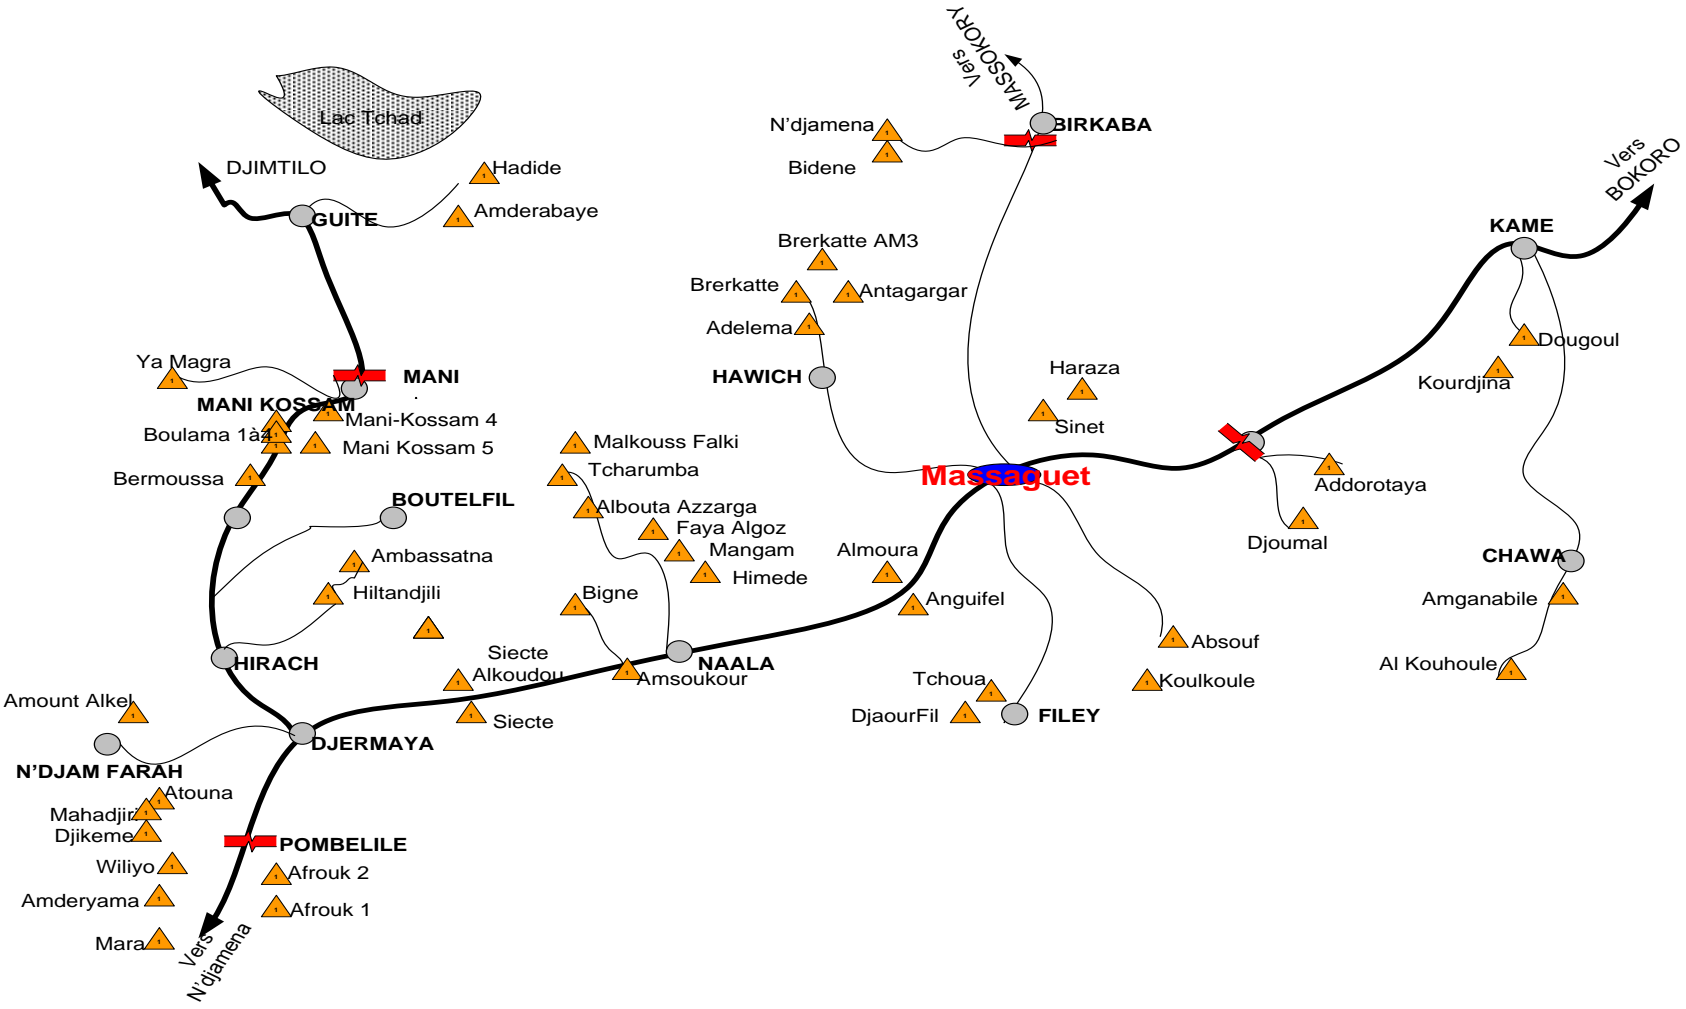 Vers
MASSOKORY
Lac Tchad
N'djamena
BIRKABA
Bidene
Vers
BOKORO
DJIMTILO
Hadide
Amderabaye
GUITE
KAME
Brerkatte AM3
Brerkatte
Antagargar
Adelema
Dougoul
Kourdjina
Ya Magra
MANI
HAWICH
Haraza
Sinet
MANI KOSSAM
Mani-Kossam 4
Boulama 1à4
Mani Kossam 5
Bermoussa
Malkouss Falki
Tcharumba
Massaguet
Addorotaya
Djoumal
BOUTELFIL
Albouta Azzarga
Faya Algoz
Mangam
Himede
Almoura
Anguifel
CHAWA
Amganabile
Ambassatna
Hiltandjili
Bigne
HIRACH
Siecte
Alkoudou
Amsoukour
NAALA
Absouf
Koulkoule
Al Kouhoule
Tchoua
DjaourFil
FILEY
Siecte
Amount Alkel
DJERMAYA
N'DJAM FARAH
Atouna
Mahadjiri
Djikeme
POMBELILE
Wiliyo
Afrouk 2
Amderyama
Afrouk 1
Mara
Vers
N'djamena